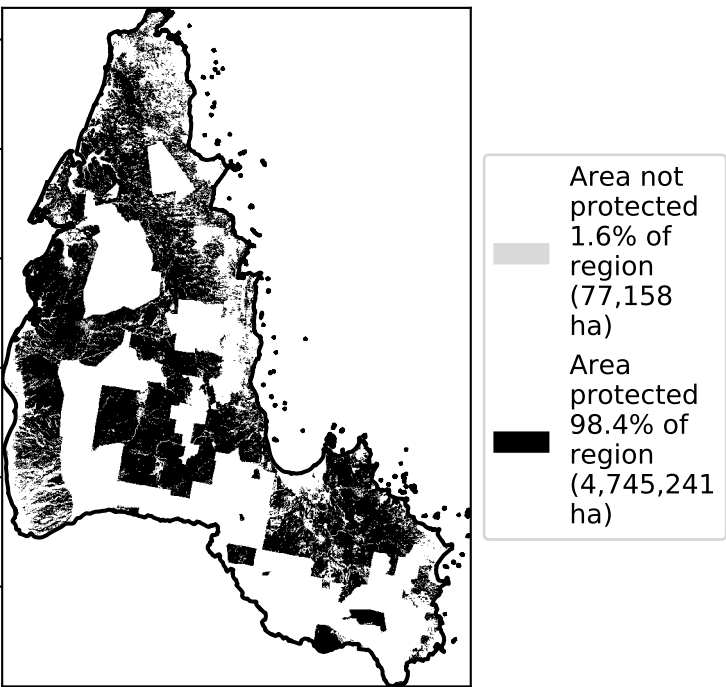 Area not
protected
1.6% of
region
(77,158
ha)
Area
protected
98.4% of
region
(4,745,241
ha)